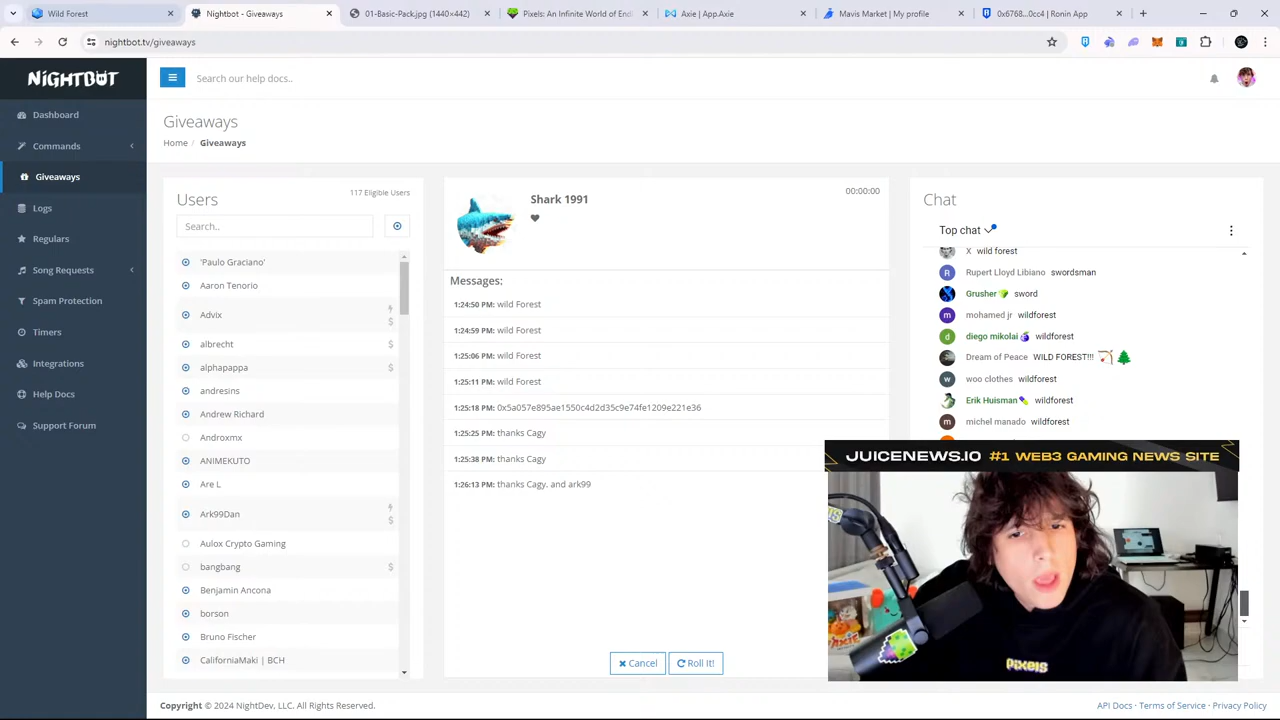 Wild Forest
Nightbot - Giveaways
01-Basic-Pack.jpg (1440×442)
Pixels: An Infinite World of End
Axie | App.Axie
Mavis Market | My profile
0x6768...0cc4 | Ronin App
nightbot.tv/giveaways
NiGHTBOT
Search our help docs..
Dashboard
Commands
Giveaways
Logs
Regulars
Song Requests
Spam Protection
Timers
Integrations
Help Docs
Support Forum
Giveaways
Home / Giveaways
Users
117 Eligible Users
Search..
'Paulo Graciano'
Aaron Tenorio
Advix
$
albrecht $
alphapappa $
andresins
Andrew Richard
Androxmx
ANIMEKUTO
Are L
Ark99Dan
$
Aulox Crypto Gaming
bangbang $
Benjamin Ancona
borson
Bruno Fischer
CaliforniaMaki | BCH
Shark 1991
00:00:00
Messages:
1:24:50 PM: wild Forest
1:24:59 PM: wild Forest
1:25:06 PM: wild Forest
1:25:11 PM: wild Forest
1:25:18 PM: 0x5a057e895ae1550c4d2d35c9e74fe1209e221e36
1:25:25 PM: thanks Cagy
1:25:38 PM: thanks Cagy
1:26:13 PM: thanks Cagy. and ark99
Cancel
Roll It!
Chat
Top chat
X wild forest
R Rupert Lloyd Libiano swordsman
Grusher sword
m mohamed jr wildforest
d diego mikolai wildforest
Dream of Peace WILD FOREST!!!
w woo clothes wildforest
Erik Huisman wildforest
m michel manado wildforest
JUICENEWS.IO #1 WEB3 GAMING NEWS SITE
PIXELS
Copyright © 2024 NightDev, LLC. All Rights Reserved.
API Docs · Terms of Service · Privacy Policy